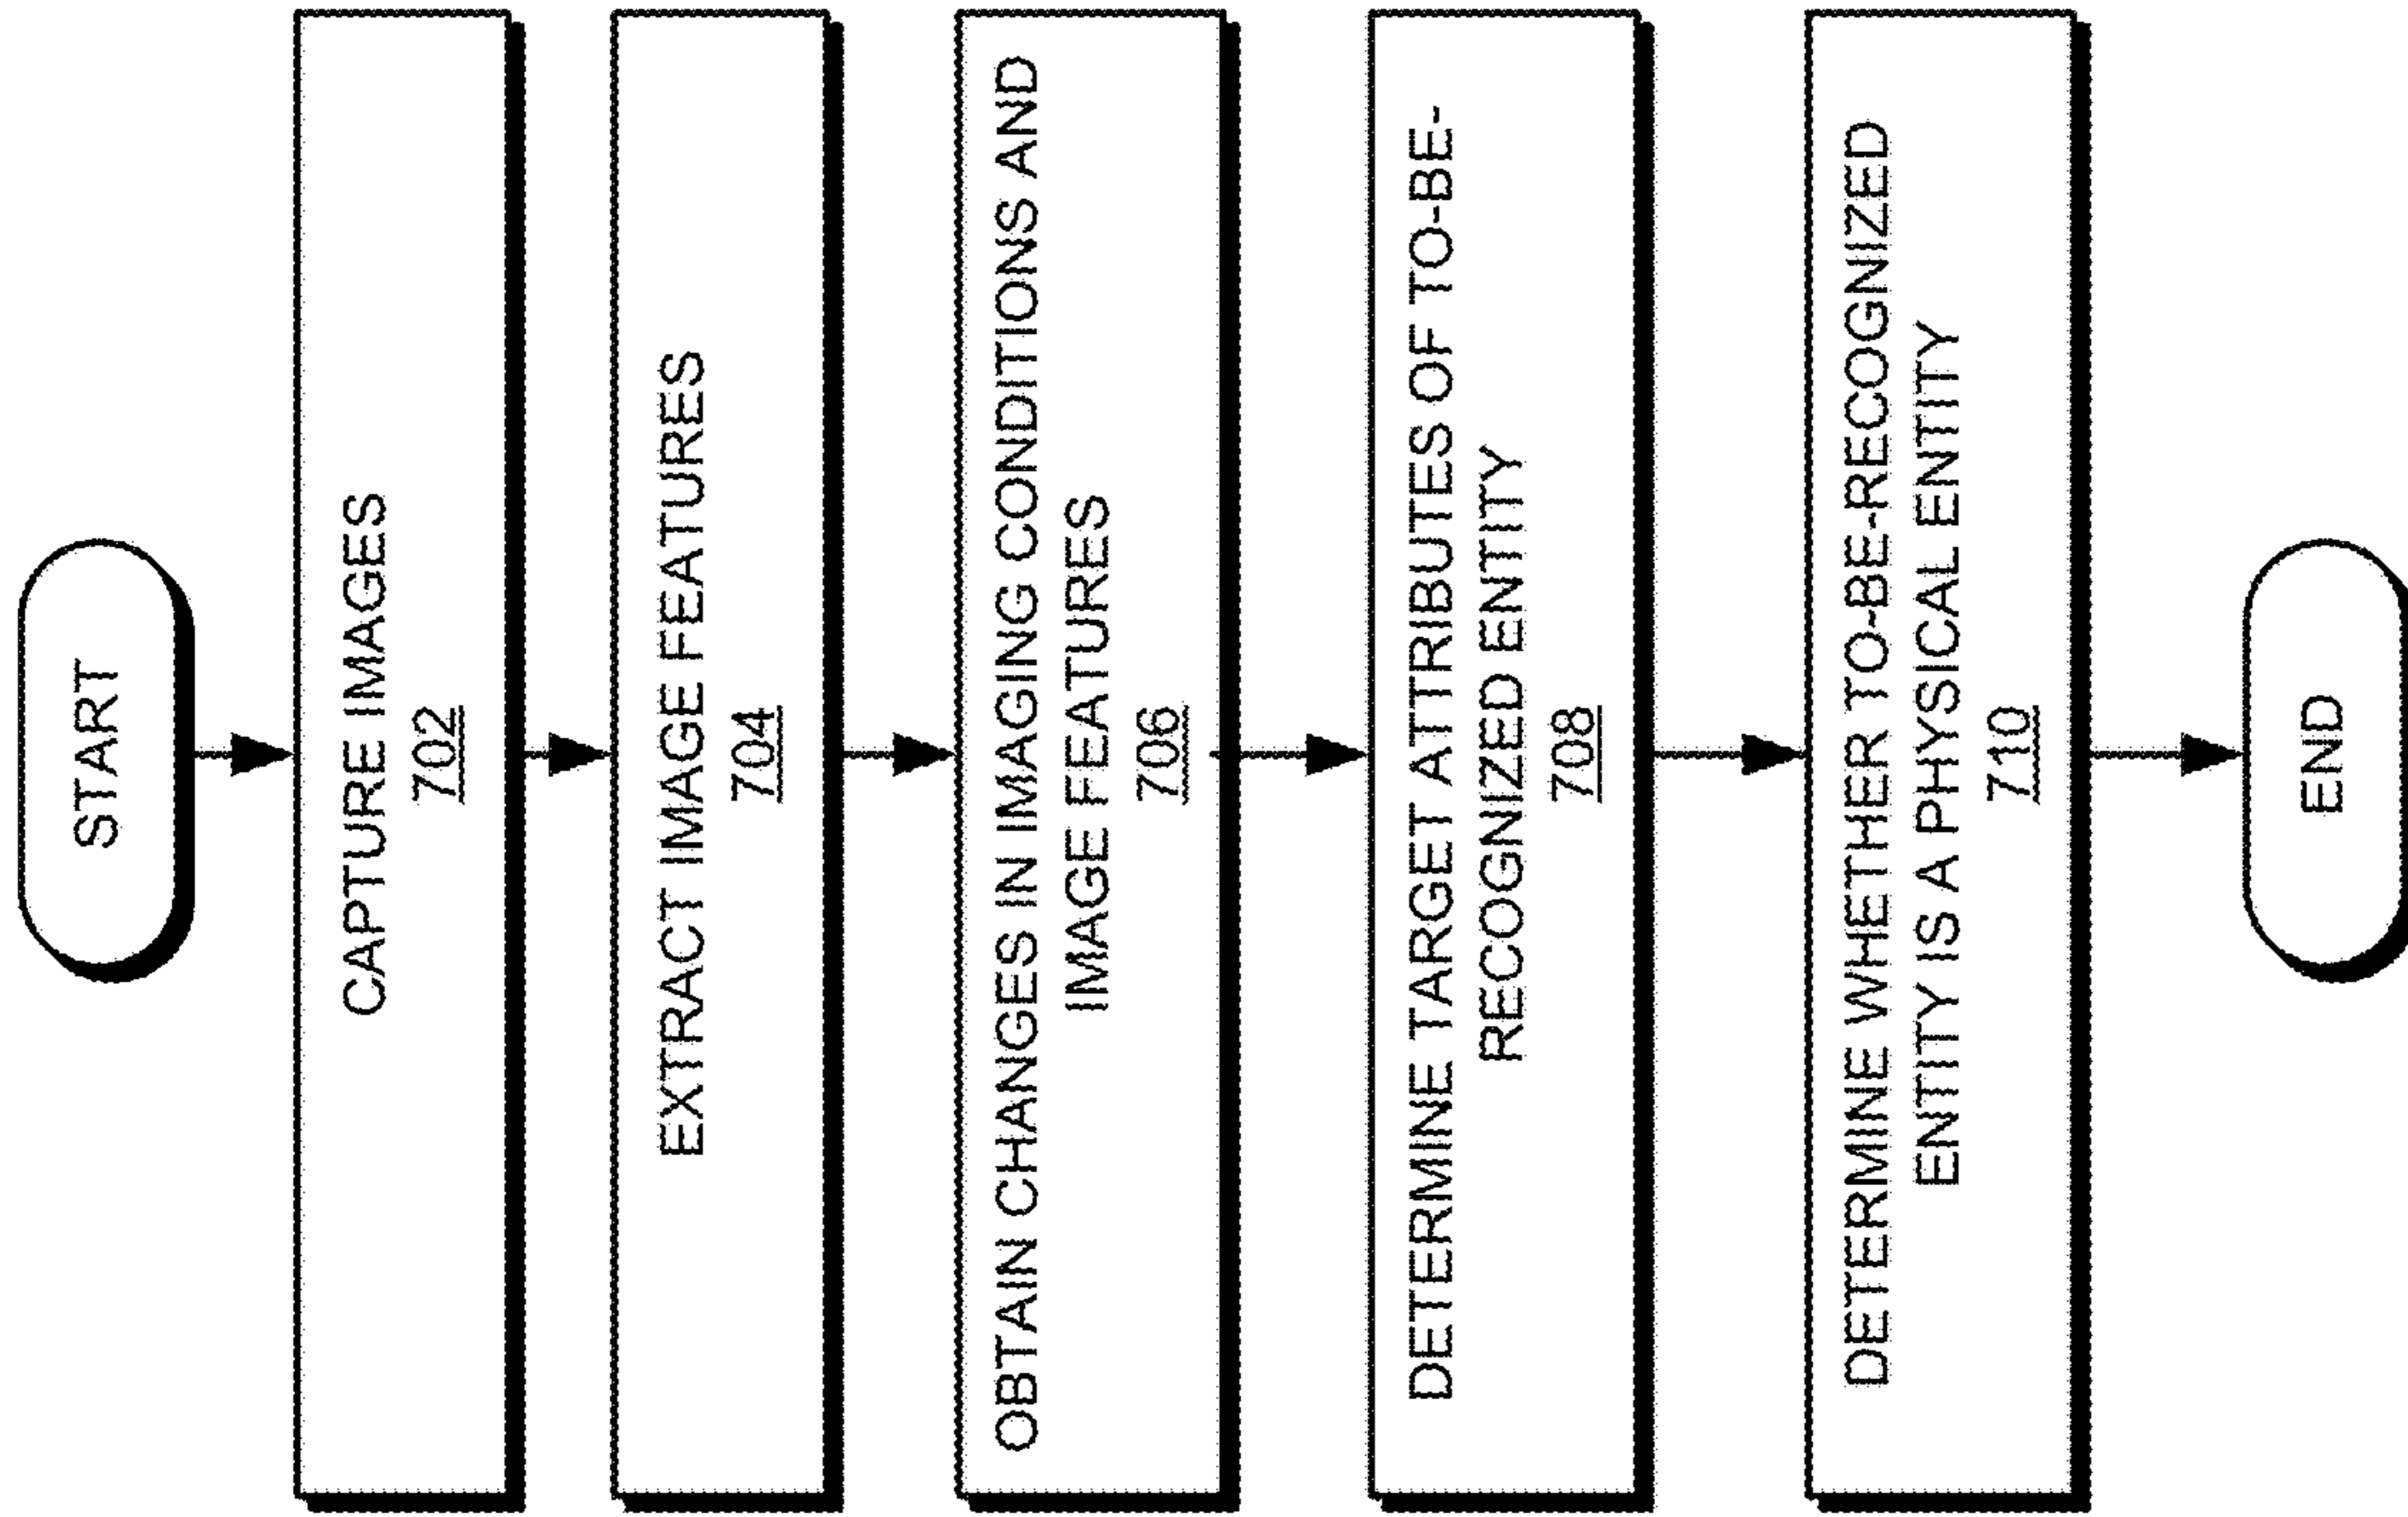 START
CAPTURE IMAGES
702
EXTRACT IMAGE FEATURES
704
OBTAIN CHANGES IN IMAGING CONDITIONS AND
IMAGE FEATURES
706
DETERMINE TARGET ATTRIBUTES OF TO-BE-
RECOGNIZED ENTITY
708
DETERMINE WHETHER TO-BE-RECOGNIZED
ENTITY IS A PHYSICAL ENTITY
710
END